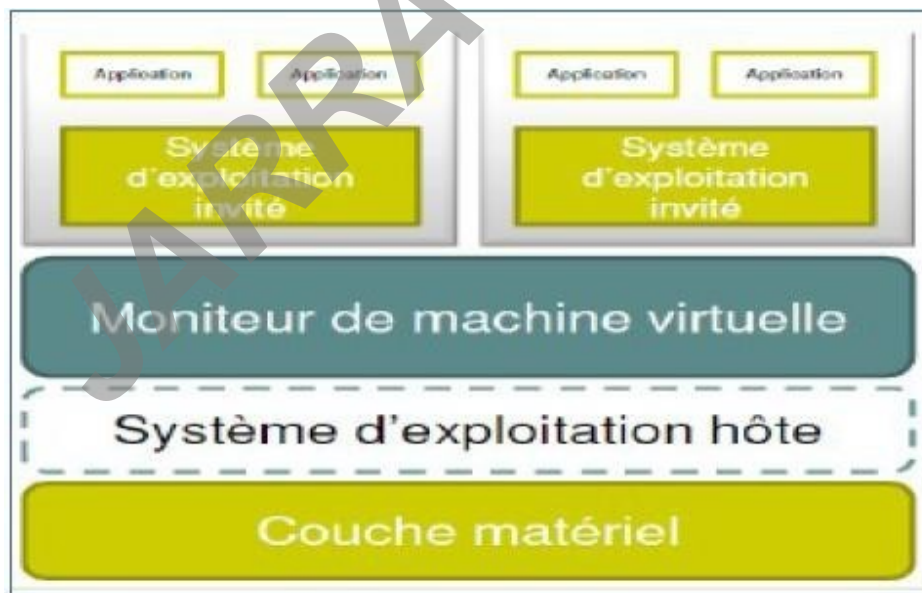 Application Application Application Application
Système Système
d'exploitation d'exploitation
invité invité
Moniteur de machine virtuelle
Système d'exploitation hôte
Couche matériel
JARRA